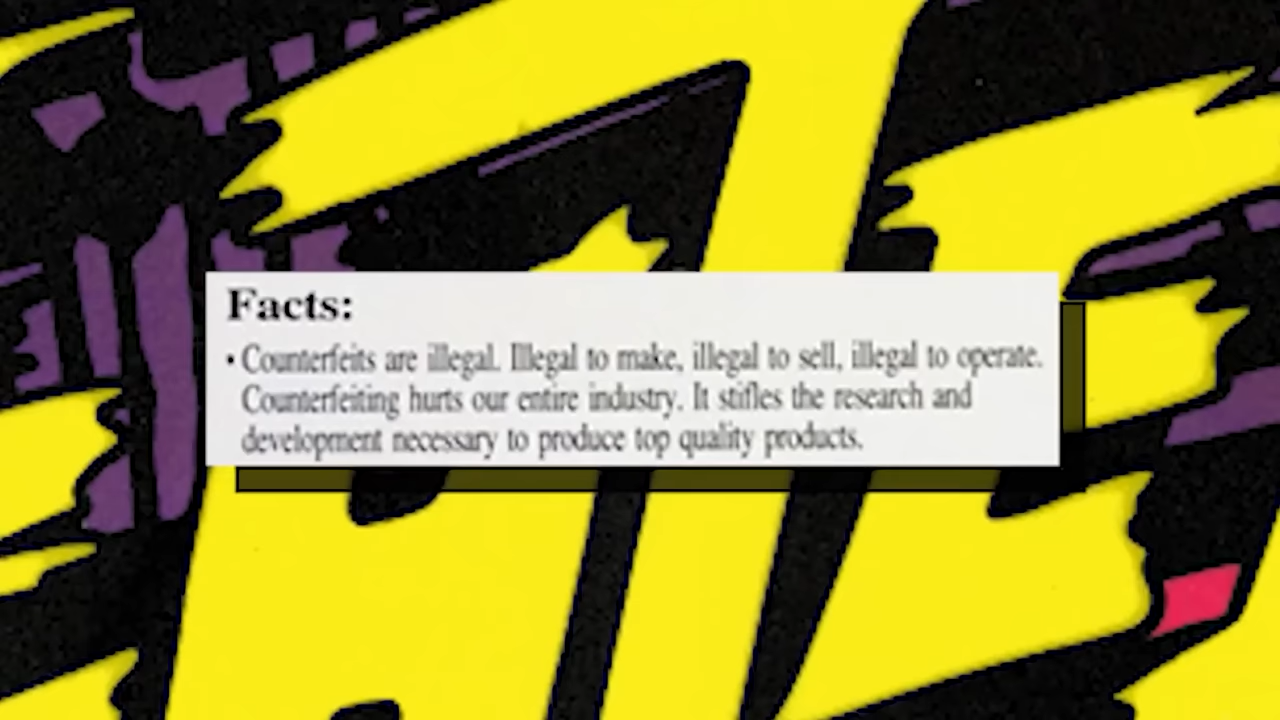 Facts:
• Counterfeits are illegal. Illegal to make, illegal to sell, illegal to operate.
Counterfeiting hurts our entire industry. It stifles the research and
development necessary to produce top quality products.